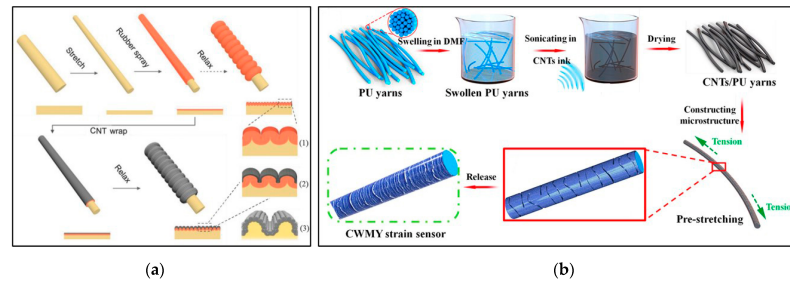 Stretch
Rubber spray
Relax
(1)
CNT wrap
Relax
(2)
(3)
(a)
PU yarns
Swelling in DMF
Swollen PU yarns
Sonicating in
CNTs ink
Drying
CNTs/PU yarns
Constructing
microstructure
Tension
Tension
Pre-stretching
Release
CWMY strain sensor
(b)